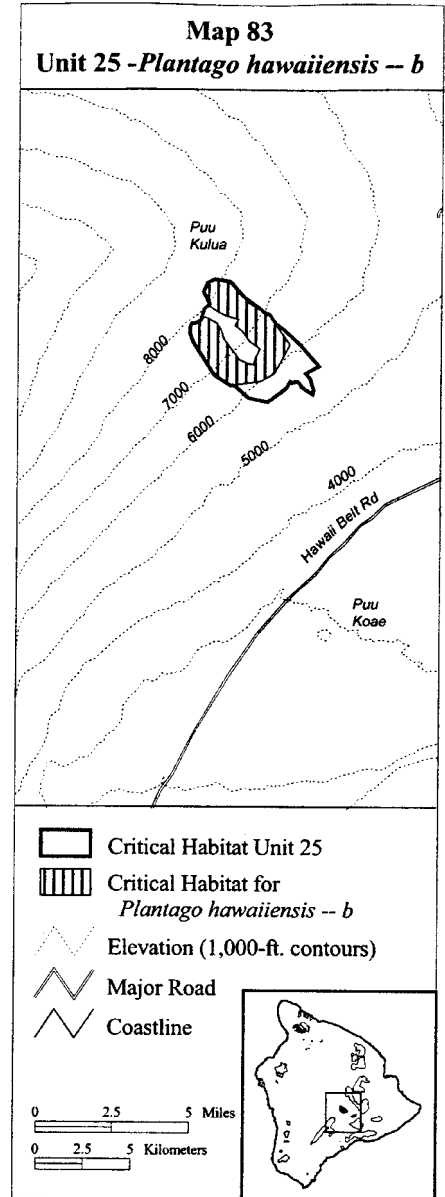 Map 83
Unit 25 -Plantago hawaiiensis -- b
Puu
Kulua
8000
7000
6000
5000
4000
Hawaii Belt Rd
Puu
Koae
Critical Habitat Unit 25
Critical Habitat for
Plantago hawaiiensis -- b
Elevation (1,000-ft. contours)
Major Road
Coastline
0 2.5 5 Miles
0 2.5 5 Kilometers